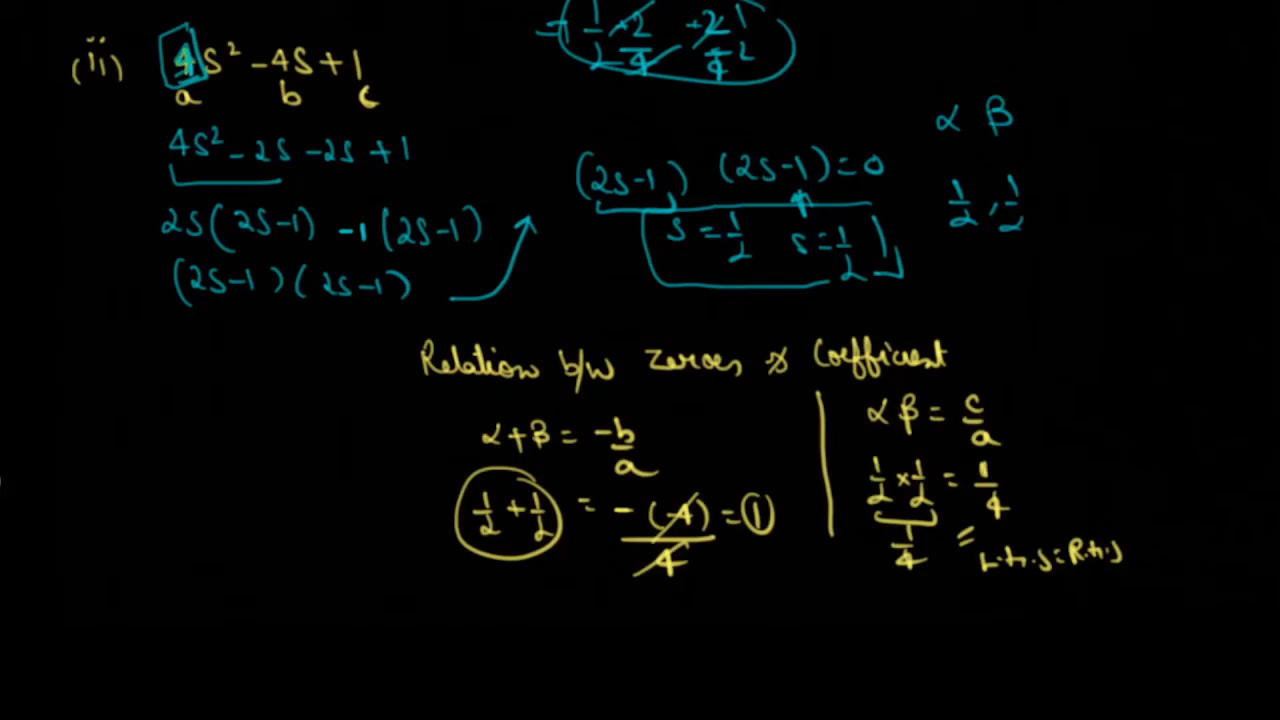 (ii) 4s² - 4s + 1
a b c
4s² - 2s - 2s + 1
2s(2s-1) -1(2s-1)
(2s-1)(2s-1)
(2s-1) (2s-1) = 0
s = 1/2 s = 1/2
α β
1/2, 1/2
Relation b/w zeroes & Coefficient
α + β = -b/a
1/2 + 1/2 = -(-4)/4 = 1
α β = c/a
1/2 × 1/2 = 1/4
1/4 =
L.H.S = R.H.S